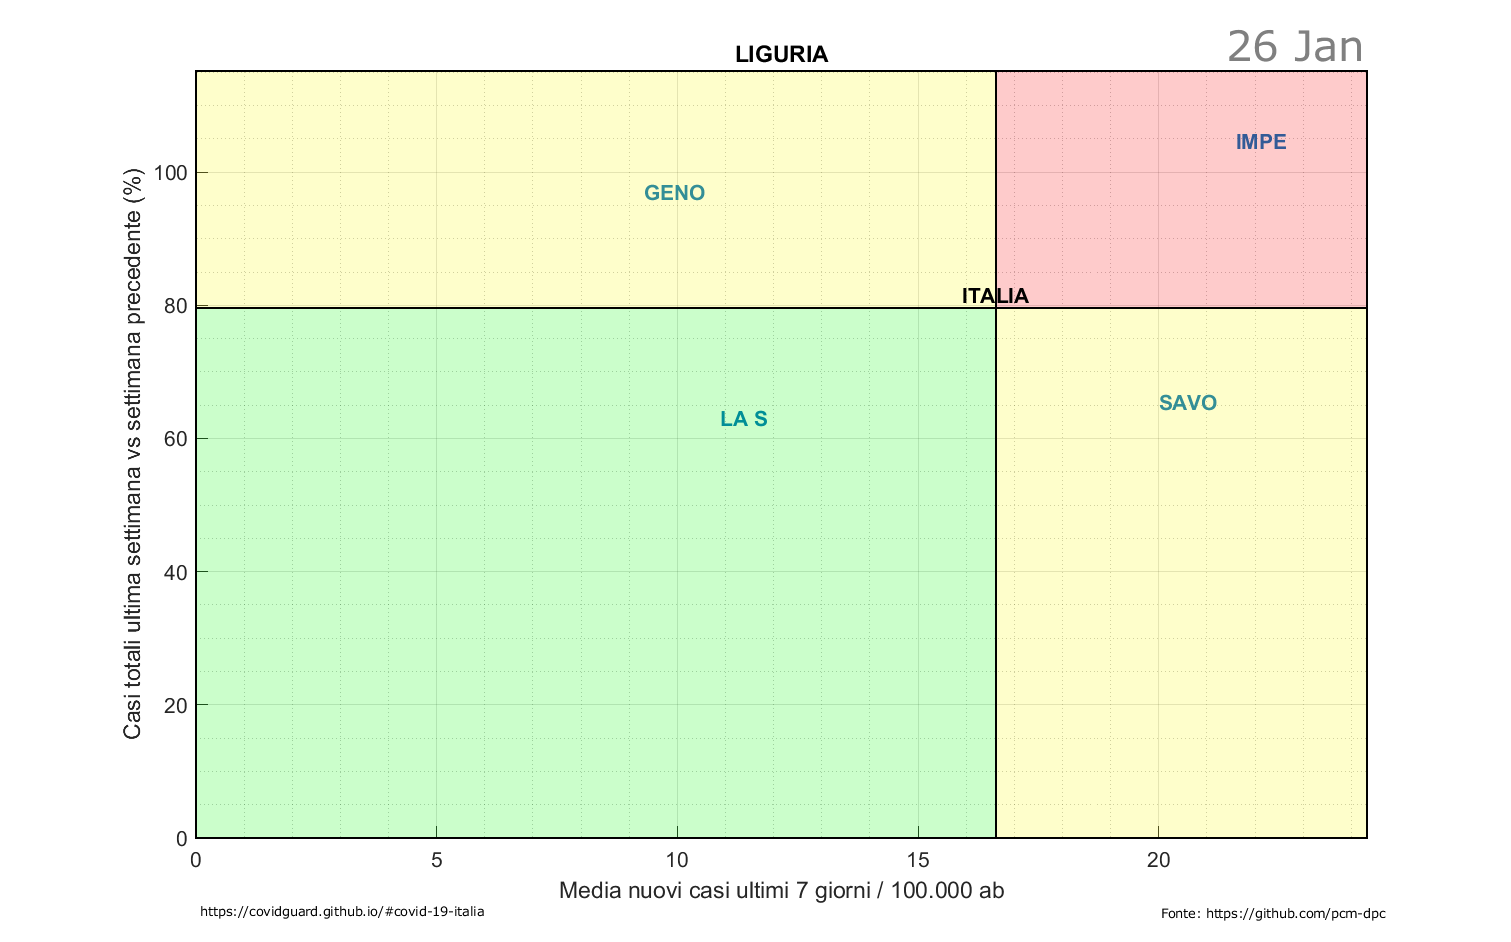 LIGURIA
26 Jan
Casi totali ultima settimana vs settimana precedente (%)
100
80
60
40
20
0
IMPE
GENO
ITALIA
SAVO
LA S
0 5 10 15 20
Media nuovi casi ultimi 7 giorni / 100.000 ab
https://covidguard.github.io/#covid-19-italia
Fonte: https://github.com/pcm-dpc